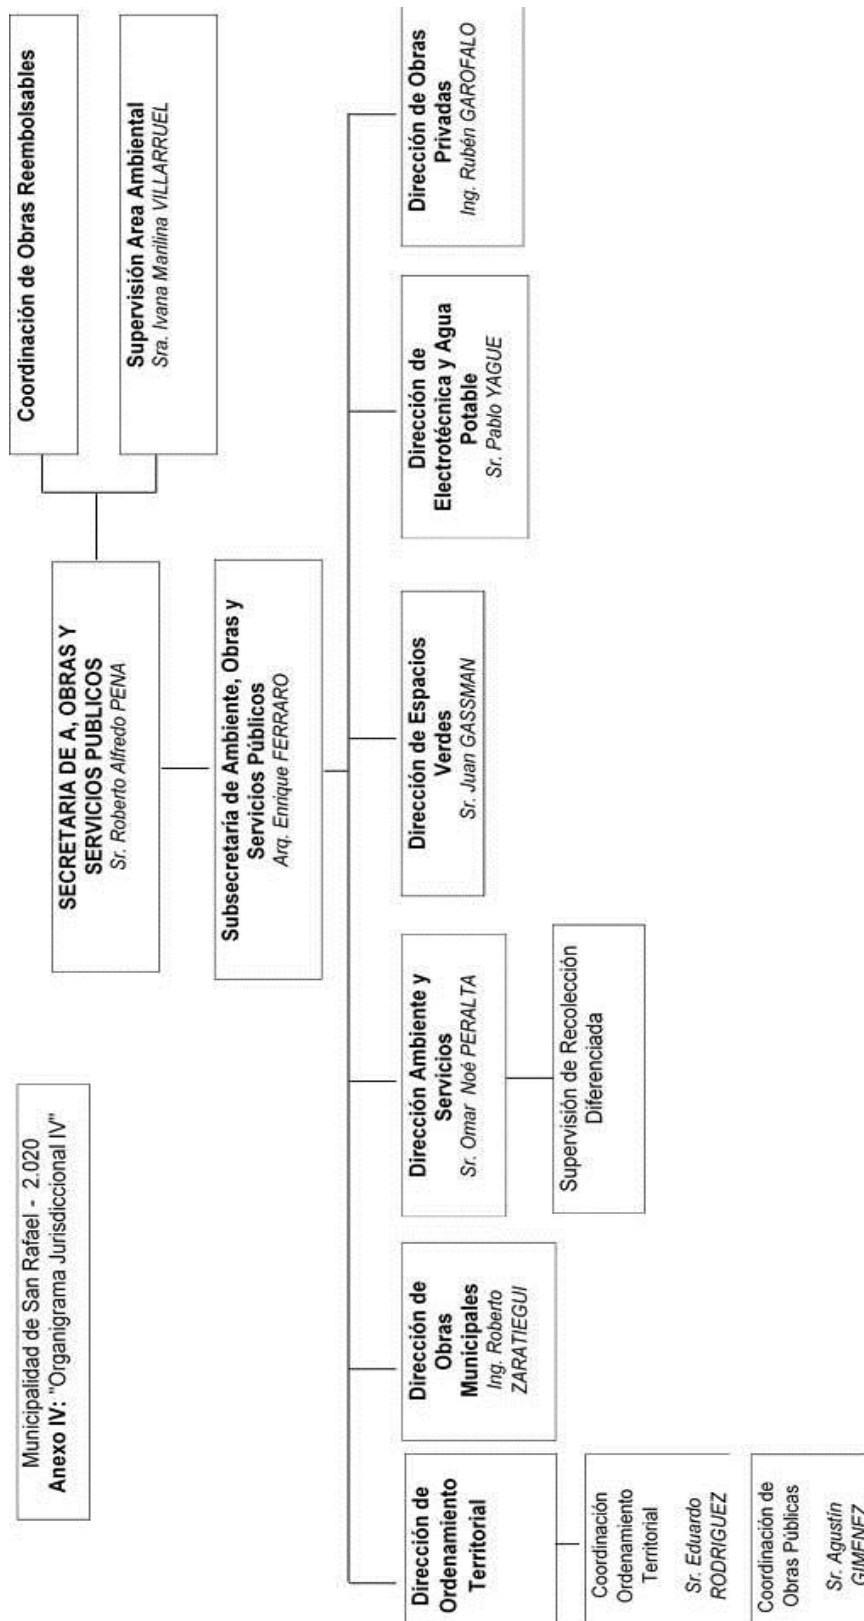 Municipalidad de San Rafael - 2.020
Anexo IV: "Organigrama Jurisdiccional IV"
SECRETARIA DE A, OBRAS Y
SERVICIOS PUBLICOS
Sr. Roberto Alfredo PENA
Coordinación de Obras Reembolsables
Supervisión Area Ambiental
Sra. Ivana Marilina VILLARRUEL
Subsecretaría de Ambiente, Obras y
Servicios Públicos
Arq. Enrique FERRARO
Dirección de
Ordenamiento
Territorial
Coordinación
Ordenamiento
Territorial
Sr. Eduardo
RODRIGUEZ
Coordinación de
Obras Públicas
Sr. Agustín
GIMENEZ
Dirección de
Obras
Municipales
Ing. Roberto
ZARATIEGUI
Dirección Ambiente y
Servicios
Sr. Omar Noé PERALTA
Supervisión de Recolección
Diferenciada
Dirección de Espacios
Verdes
Sr. Juan GASSMAN
Dirección de
Electrotécnica y Agua
Potable
Sr. Pablo YAGUE
Dirección de Obras
Privadas
Ing. Rubén GAROFALO